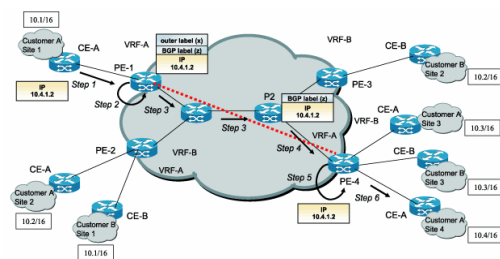 10.1/16
Customer A
Site 1
CE-A
IP
10.4.1.2
Step 1
Step 2
PE-1
VRF-A
outer label (x)
BGP label (z)
IP
10.4.1.2
Step 3
Step 3
P2
BGP label (z)
IP
10.4.1.2
Step 4
VRF-A
VRF-B
PE-3
CE-B
Customer B
Site 2
10.2/16
CE-A
Customer A
Site 3
10.3/16
VRF-B
CE-B
Customer B
Site 3
10.3/16
PE-4
Step 5
IP
10.4.1.2
Step 6
CE-A
Customer A
Site 4
10.4/16
PE-2
VRF-B
VRF-A
CE-A
Customer A
Site 2
10.2/16
CE-B
Customer B
Site 1
10.1/16